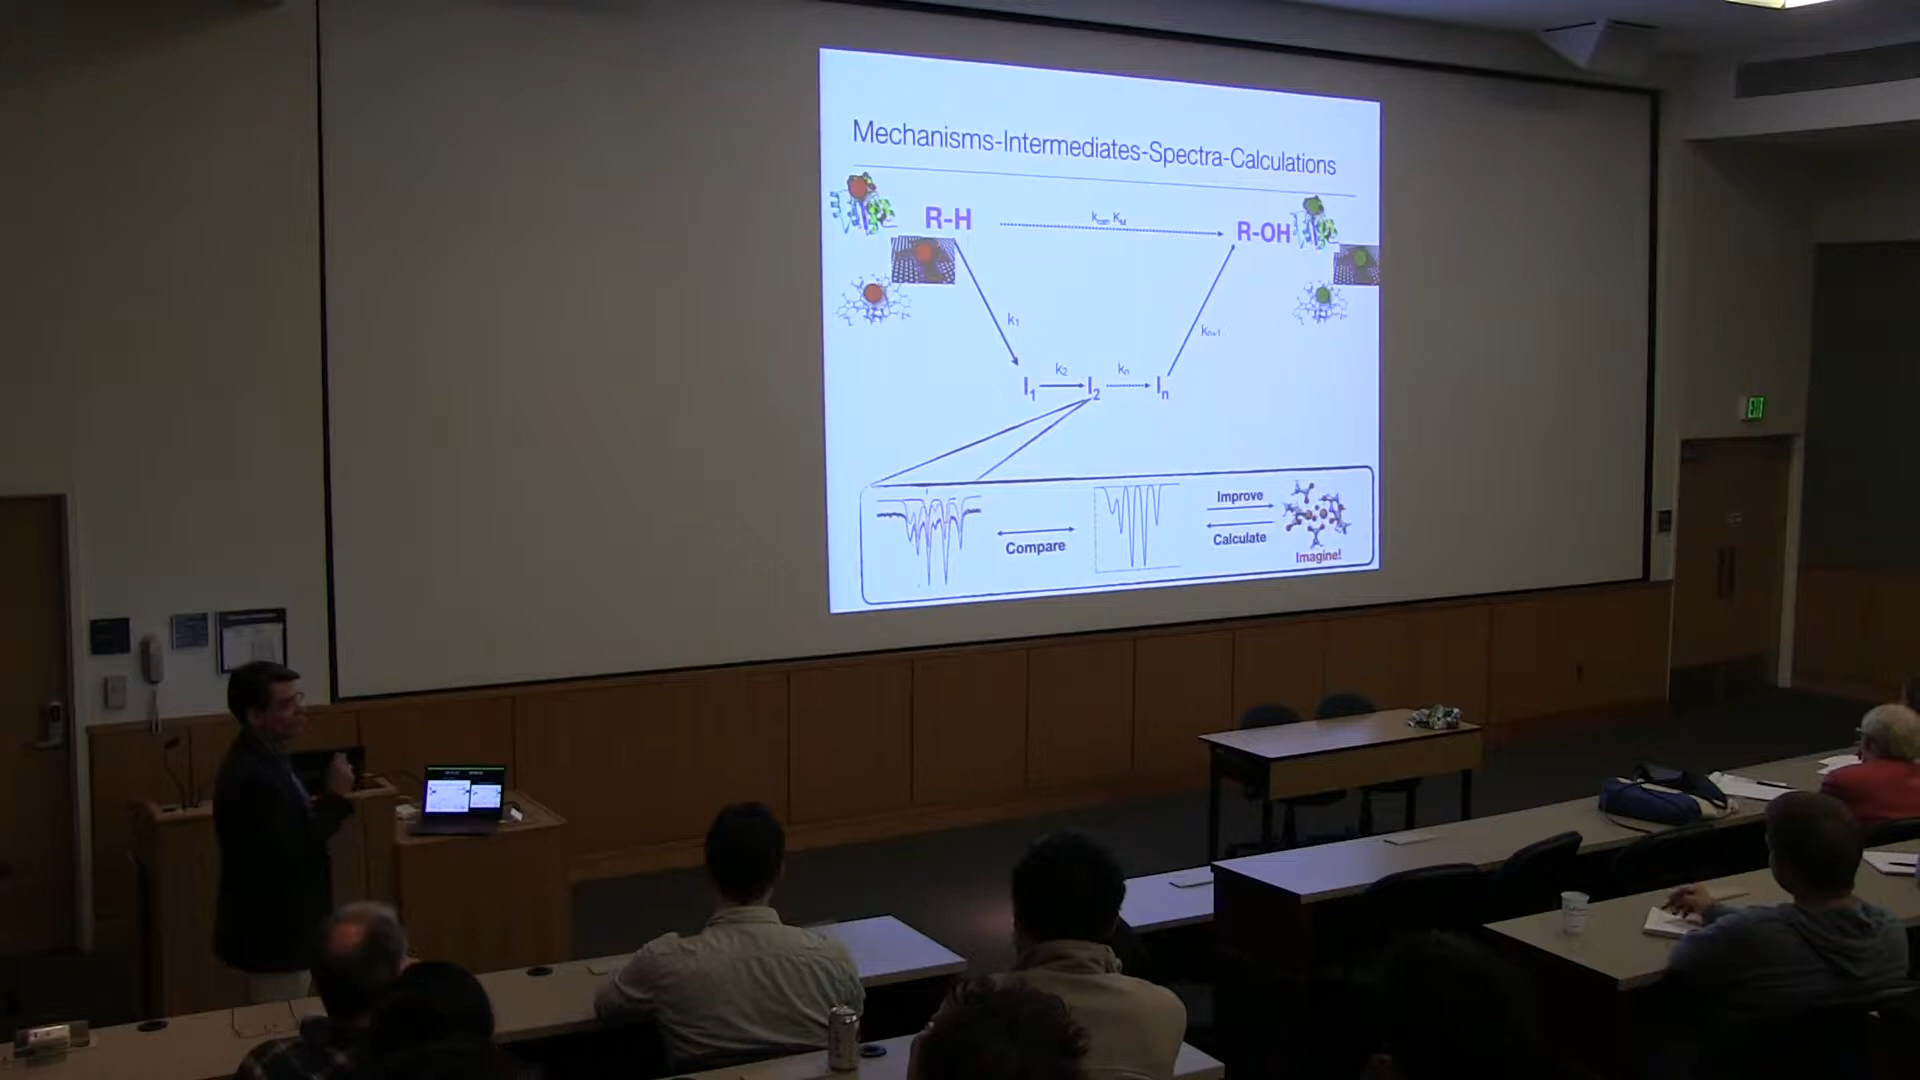 Mechanisms-Intermediates-Spectra-Calculations
R-H
kcat, KM
R-OH
k1
kn+1
I1
k2
I2
kn
In
Compare
Improve
Calculate
Imagine!